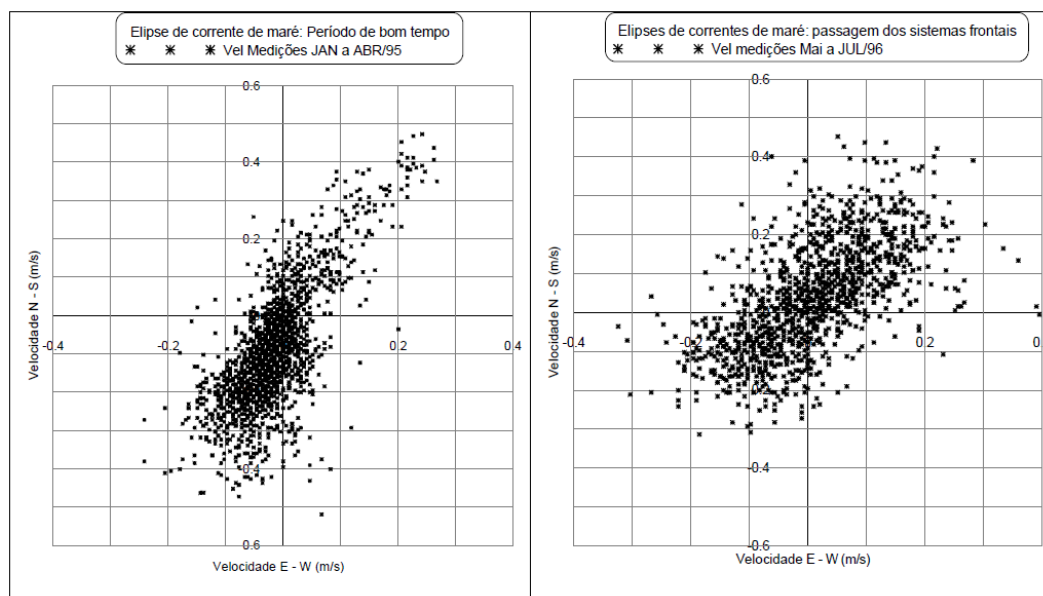 Elipse de corrente de maré: Período de bom tempo
Vel Medições JAN a ABR/95
0.6
0.4
0.2
-0.4
-0.2
0.2
0.4
-0.2
-0.4
-0.6
Velocidade N - S (m/s)
Velocidade E - W (m/s)
Elipses de correntes de maré: passagem dos sistemas frontais
Vel medições Mai a JUL/96
0.6
0.4
0.2
-0.4
-0.2
0.2
0.2
-0.4
-0.6
Velocidade N - S (m/s)
Velocidade E - W (m/s)